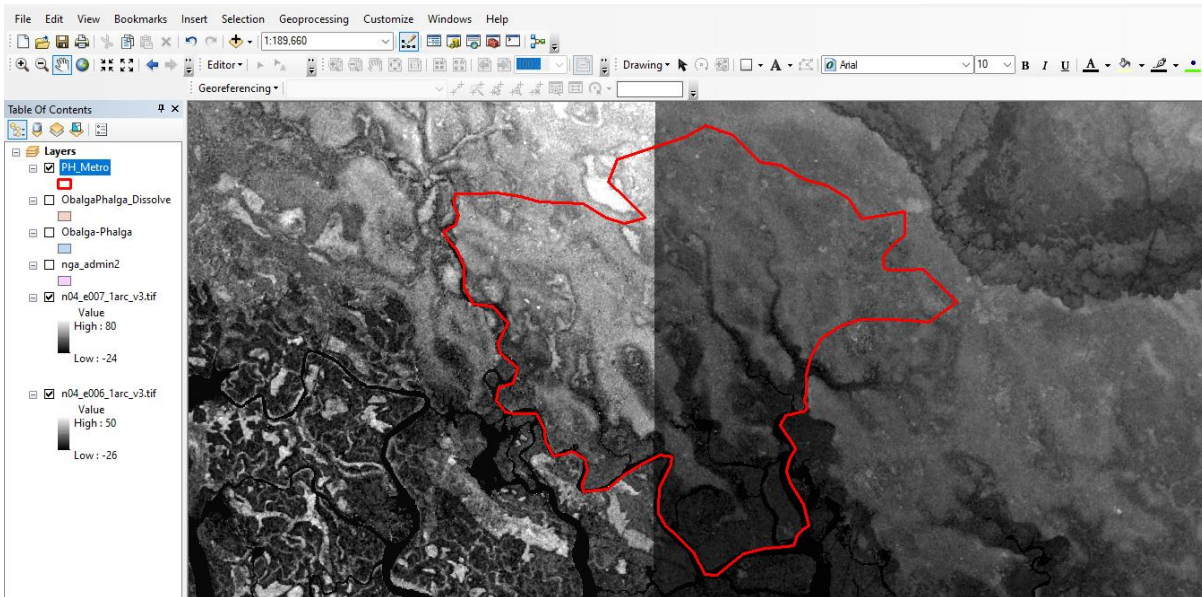 File Edit View Bookmarks Insert Selection Geoprocessing Customize Windows Help
1:189,660
Editor Drawing A Arial 10 B I U A
Georeferencing
Table Of Contents
Layers
PH_Metro
ObalgaPhalga_Dissolve
Obalga-Phalga
nga_admin2
n04_e007_1arc_v3.tif
Value
High : 80
Low : -24
n04_e006_1arc_v3.tif
Value
High : 50
Low : -26